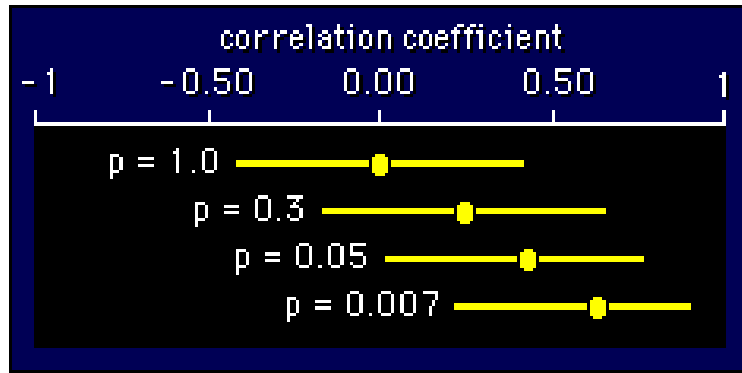 correlation coefficient
-1 -0.50 0.00 0.50 1
p = 1.0
p = 0.3
p = 0.05
p = 0.007